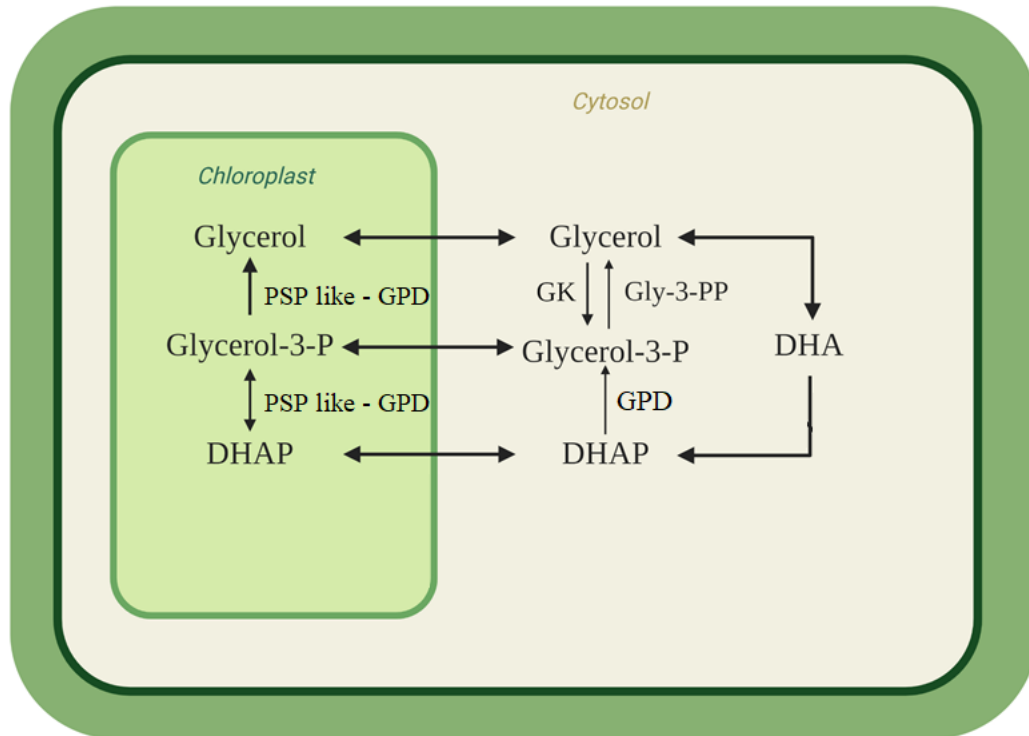 Cytosol
Chloroplast
Glycerol
Glycerol
PSP like - GPD
GK
Gly-3-PP
Glycerol-3-P
Glycerol-3-P
DHA
PSP like - GPD
GPD
DHAP
DHAP